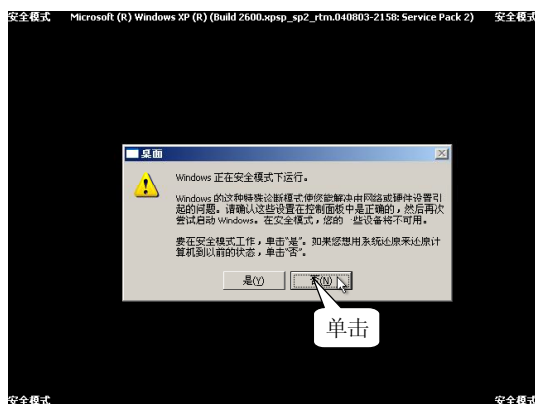 安全模式 Microsoft (R) Windows XP (R) (Build 2600.xpsp_sp2_rtm.040803-2158: Service Pack 2) 安全模式
桌面
Windows 正在安全模式下运行。
Windows 的这种特殊诊断模式使您能解决由网络或硬件设置引
起的问题。请确认这些设置在控制面板中是正确的，然后再次
尝试启动 Windows。在安全模式，您的一些设备将不可用。
要在安全模式工作，单击“是”。如果您想用系统还原来还原计
算机到以前的状态，单击“否”。
是(Y) 否(N)
单击
安全模式 安全模式